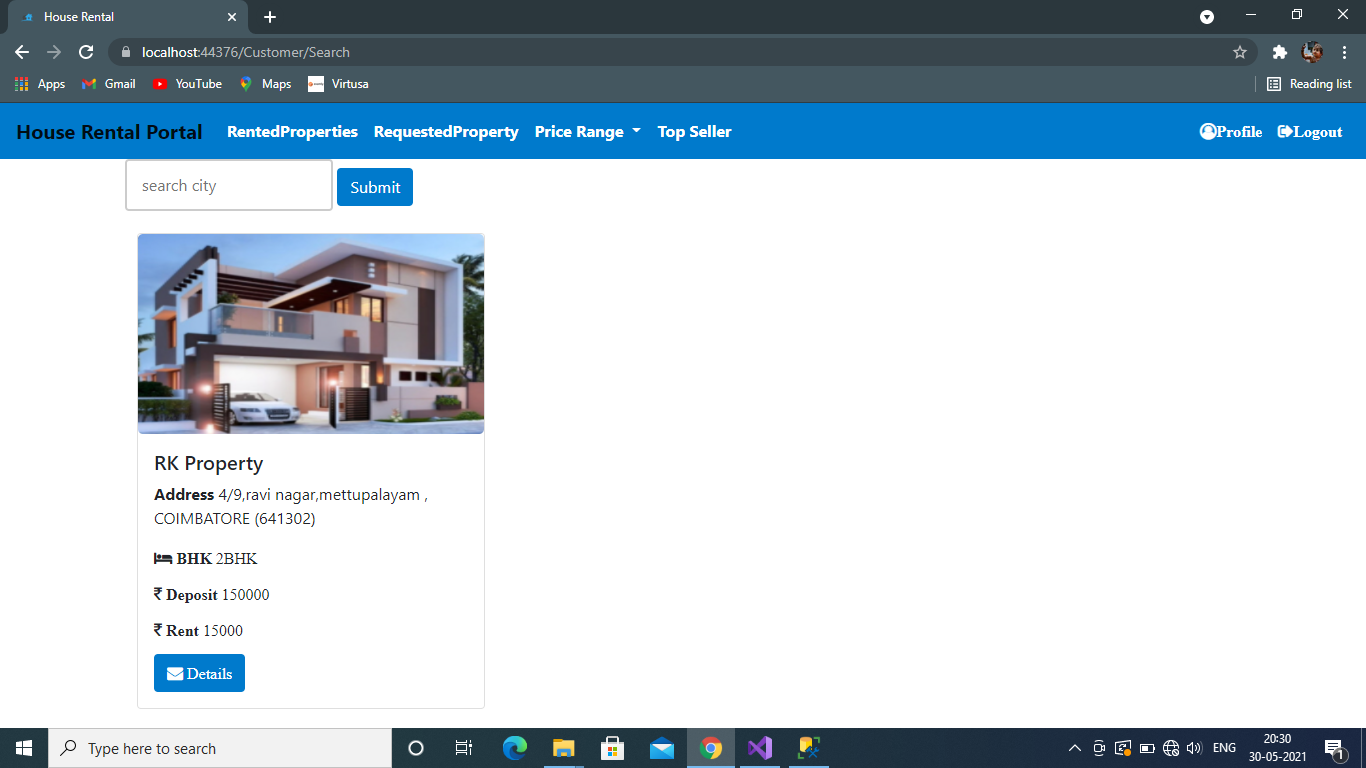 House Rental
localhost:44376/Customer/Search
Apps Gmail YouTube Maps Virtusa Reading list
House Rental Portal RentedProperties RequestedProperty Price Range Top Seller Profile Logout
search city Submit
RK Property
Address 4/9,ravi nagar,mettupalayam ,
COIMBATORE (641302)
BHK 2BHK
₹ Deposit 150000
₹ Rent 15000
Details
Type here to search
ENG
20:30
30-05-2021
1